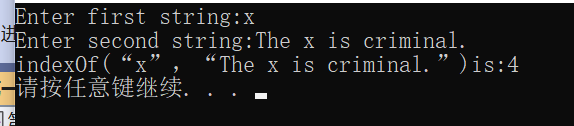 Enter first string:x
进 Enter second string:The x is criminal.
indexOf(“x”, “The x is criminal.”)is:4
请按任意键继续. . .